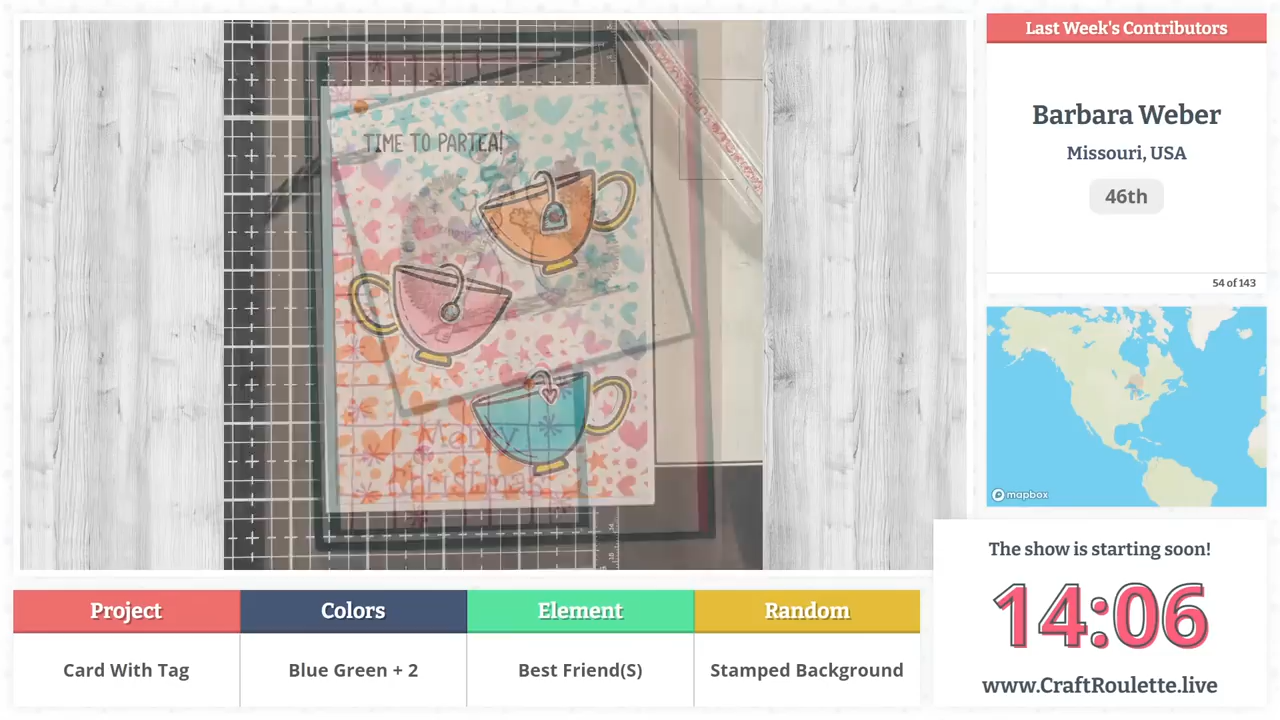 Last Week's Contributors
Barbara Weber
Missouri, USA
46th
54 of 143
TIME TO PARTEA!
Merry
Christmas
mapbox
The show is starting soon!
14:06
www.CraftRoulette.live
Project
Colors
Element
Random
Card With Tag
Blue Green + 2
Best Friend(S)
Stamped Background